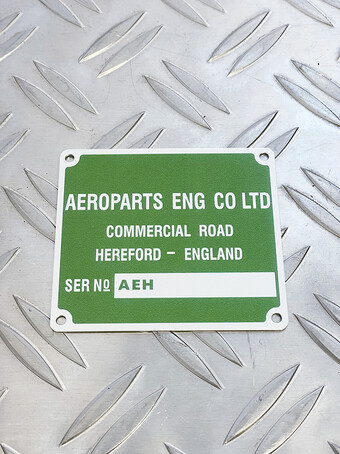 AEROPARTS ENG CO LTD
COMMERCIAL ROAD
HEREFORD - ENGLAND
SER Nº AEH